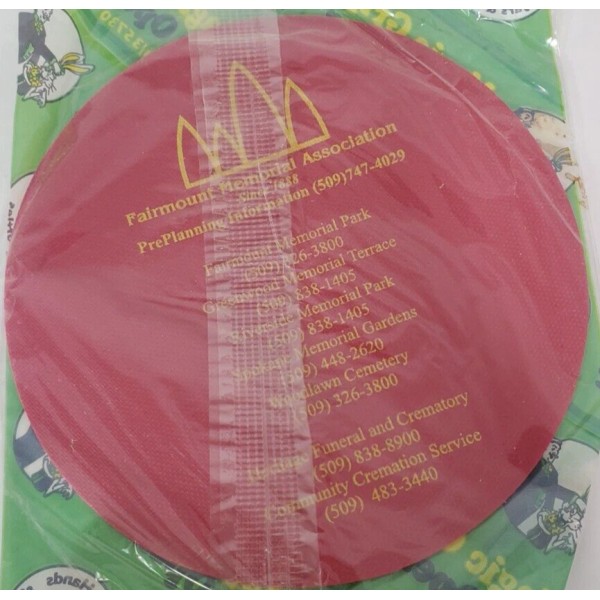 Fairmount Memorial Association
Since 1888
PrePlanning Information (509)747-4029
Fairmount Memorial Park
(509) 326-3800
Greenwood Memorial Terrace
(509) 838-1405
Riverside Memorial Park
(509) 838-1405
Spokane Memorial Gardens
(509) 448-2620
Woodlawn Cemetery
(509) 326-3800
Heritage Funeral and Crematory
(509) 838-8900
Community Cremation Service
(509) 483-3440
Hands